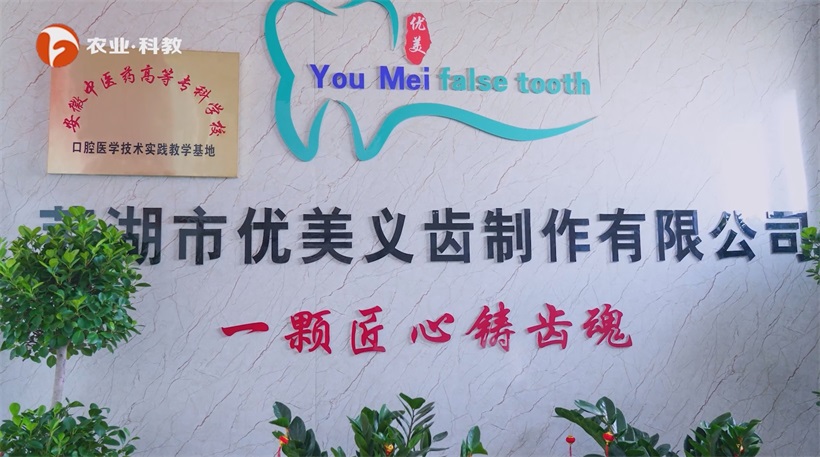 农业·科教
安徽中医药高等专科学校
口腔医学技术实践教学基地
优美
You Mei false tooth
芜湖市优美义齿制作有限公司
一颗匠心铸齿魂